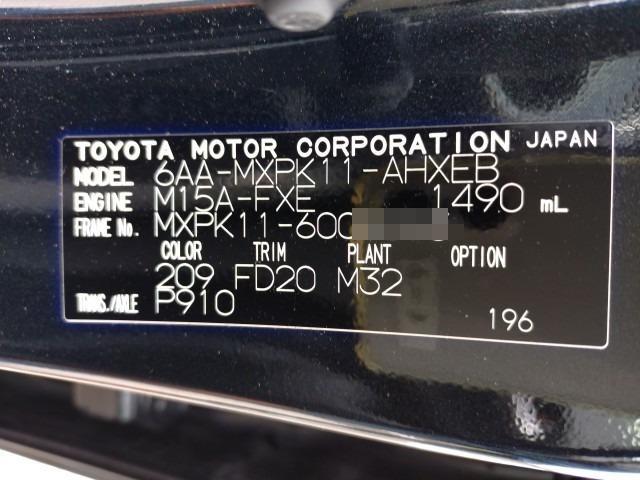 TOYOTA MOTOR CORPORATION JAPAN
MODEL 6AA-MXPK11-AHXEB
ENGINE M15A-FXE 1490 mL
FRAME No. MXPK11-600
COLOR TRIM PLANT OPTION
209 FD20 M32
TRANS./AXLE P910
196